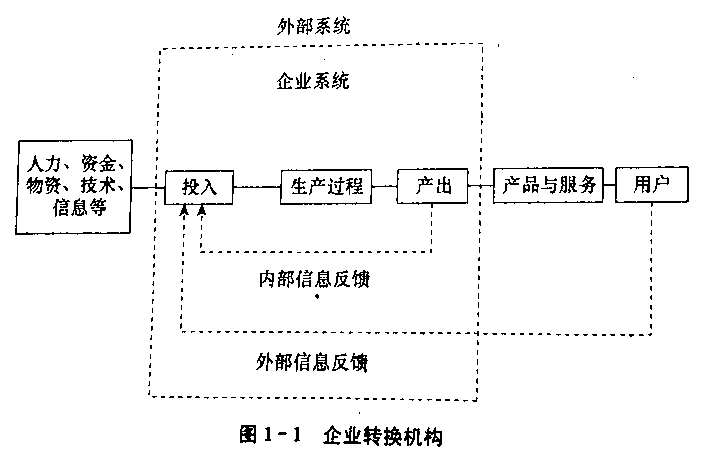 外部系统
企业系统
人力、资金、
物资、技术、
信息等
投入
生产过程
产出
产品与服务
用户
内部信息反馈
外部信息反馈
图1-1 企业转换机构